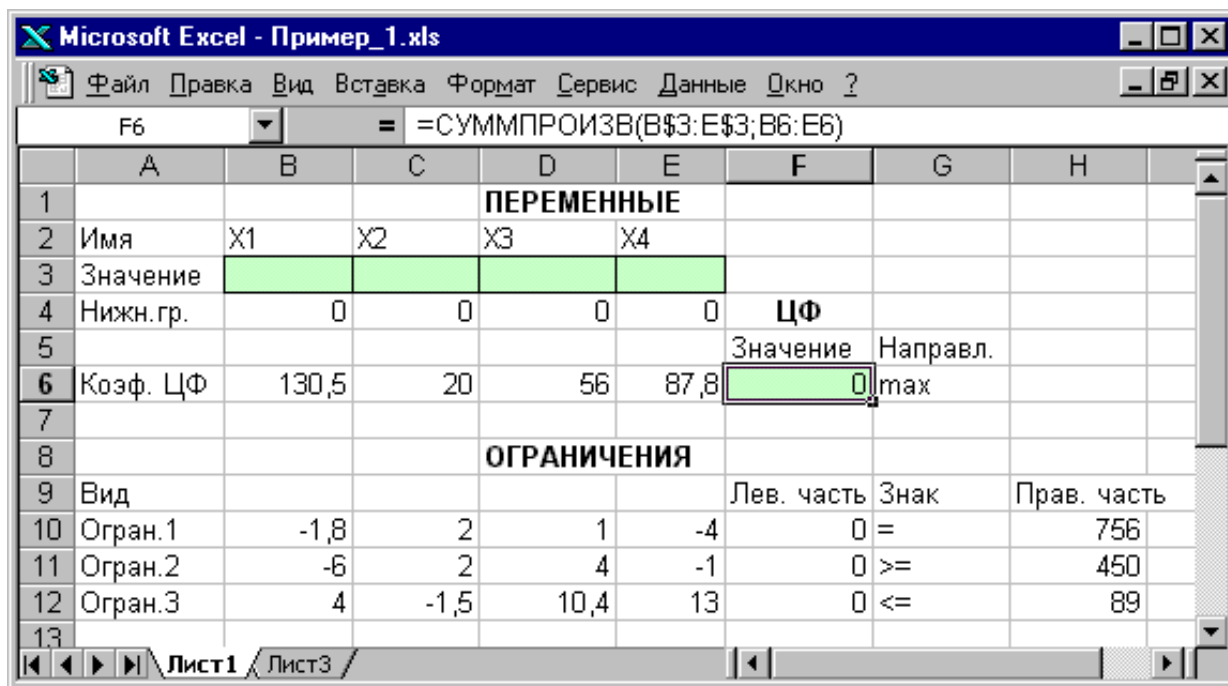 Microsoft Excel - Пример_1.xls
Файл Правка Вид Вставка Формат Сервис Данные Окно ?
F6 = =СУММПРОИЗВ(B$3:E$3;B6:E6)
A B C D E F G H
1 ПЕРЕМЕННЫЕ
2 Имя X1 X2 X3 X4
3 Значение
4 Нижн.гр. 0 0 0 0 ЦФ
5 Значение Направл.
6 Коэф. ЦФ 130,5 20 56 87,8 0 max
7
8 ОГРАНИЧЕНИЯ
9 Вид Лев. часть Знак Прав. часть
10 Огран.1 -1,8 2 1 -4 0 = 756
11 Огран.2 -6 2 4 -1 0 >= 450
12 Огран.3 4 -1,5 10,4 13 0 <= 89
13
Лист1 Лист3